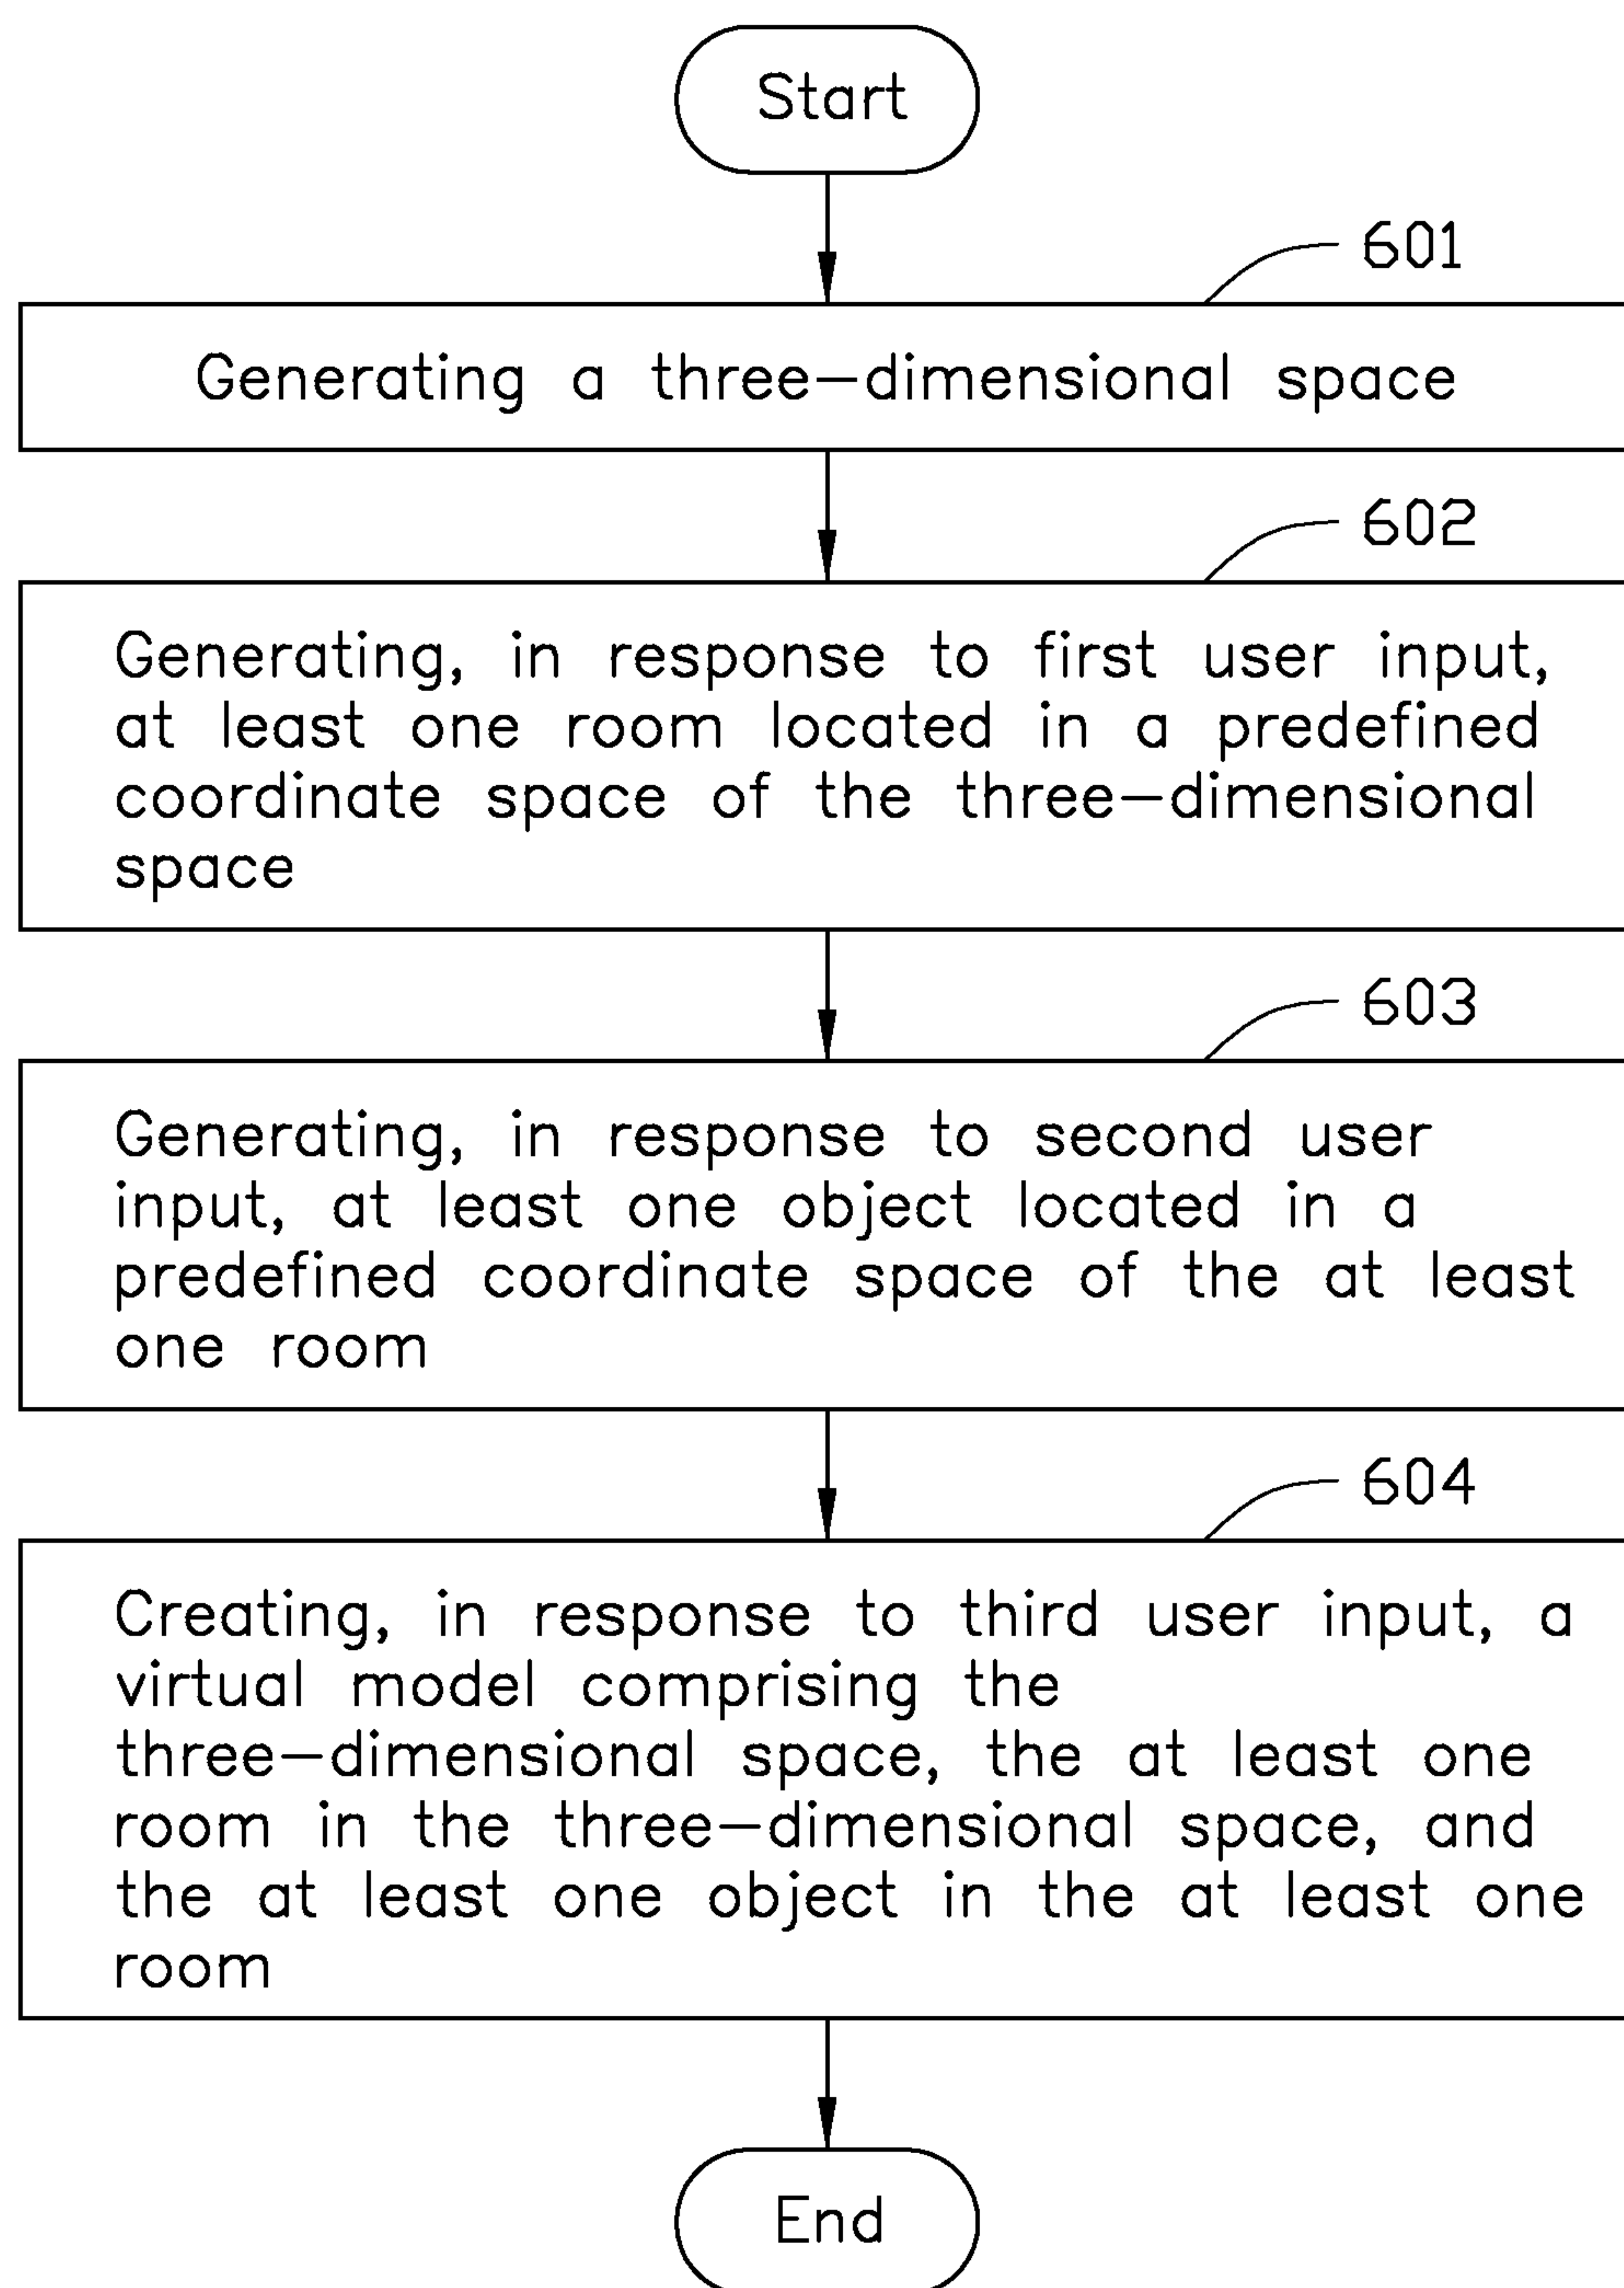 Start
601
Generating a three-dimensional space
602
Generating, in response to first user input,
at least one room located in a predefined
coordinate space of the three-dimensional
space
603
Generating, in response to second user
input, at least one object located in a
predefined coordinate space of the at least
one room
604
Creating, in response to third user input, a
virtual model comprising the
three-dimensional space, the at least one
room in the three-dimensional space, and
the at least one object in the at least one
room
End